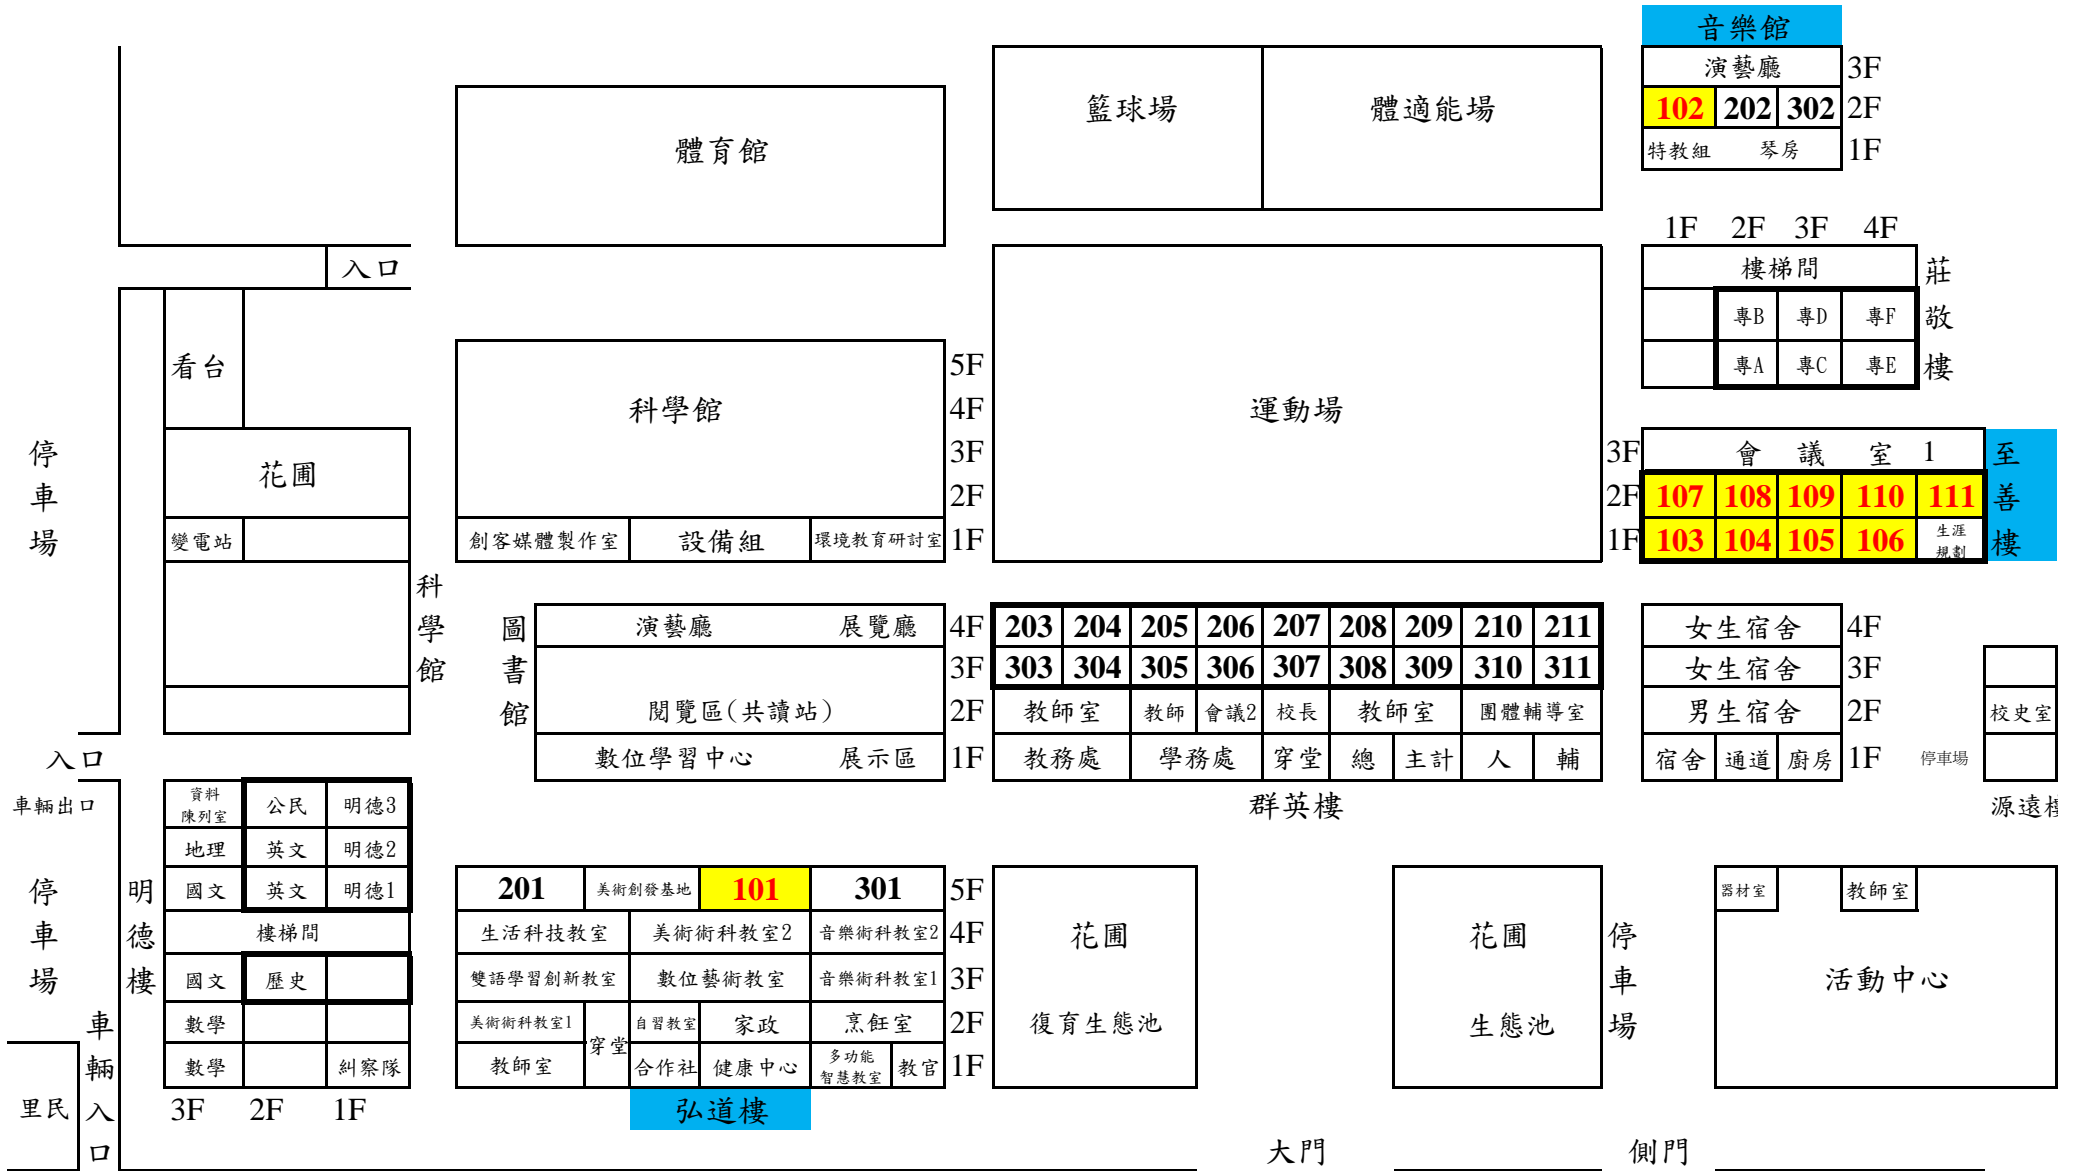 音樂館
演藝廳 3F
102 202 302 2F
特教組 琴房 1F
籃球場 體適能場
體育館
1F 2F 3F 4F
入口
樓梯間
專B 專D 專F
專A 專C 專E
莊敬樓
看台
科學館
5F
4F
3F
2F
創客媒體製作室 設備組 環境教育研討室 1F
運動場
停車場
花圃
變電站
科學館
3F 會議室1
2F 107 108 109 110 111
1F 103 104 105 106 生涯規劃
至善樓
圖書館
演藝廳 展覽廳 4F
3F
閱覽區(共讀站) 2F
數位學習中心 展示區 1F
203 204 205 206 207 208 209 210 211
303 304 305 306 307 308 309 310 311
教師室 教師 會議2 校長 教師室 團體輔導室
教務處 學務處 穿堂 總 主計 人 輔
群英樓
女生宿舍 4F
女生宿舍 3F
男生宿舍 2F
宿舍 通道 廚房 1F
停車場
校史室
源遠樓
入口
車輛出口
資料陳列室 公民 明德3
地理 英文 明德2
國文 英文 明德1
樓梯間
國文 歷史
數學
數學 糾察隊
3F 2F 1F
明德樓
停車場
車輛入口
里民
201 美術創發基地 101 301 5F
生活科技教室 美術術科教室2 音樂術科教室2 4F
雙語學習創新教室 數位藝術教室 音樂術科教室1 3F
美術術科教室1 穿堂 自習教室 家政 烹飪室 2F
教師室 合作社 健康中心 多功能智慧教室 教官 1F
弘道樓
花圃
復育生態池
花圃
生態池
停車場
器材室 教師室
活動中心
大門 側門